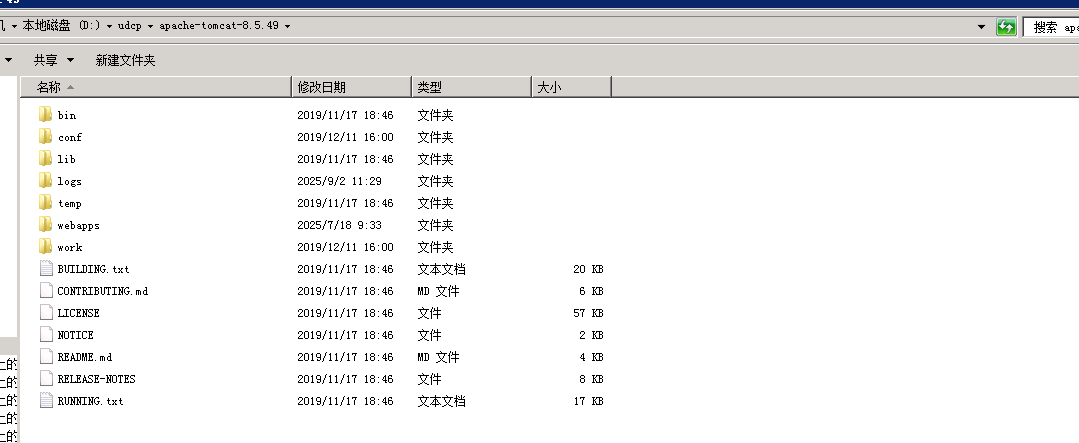 本地磁盘 (D:) udcp apache-tomcat-8.5.49
搜索
共享 新建文件夹
名称 修改日期 类型 大小
bin 2019/11/17 18:46 文件夹
conf 2019/12/11 16:00 文件夹
lib 2019/11/17 18:46 文件夹
logs 2025/9/2 11:29 文件夹
temp 2019/11/17 18:46 文件夹
webapps 2025/7/18 9:33 文件夹
work 2019/12/11 16:00 文件夹
BUILDING.txt 2019/11/17 18:46 文本文档 20 KB
CONTRIBUTING.md 2019/11/17 18:46 MD 文件 6 KB
LICENSE 2019/11/17 18:46 文件 57 KB
NOTICE 2019/11/17 18:46 文件 2 KB
README.md 2019/11/17 18:46 MD 文件 4 KB
RELEASE-NOTES 2019/11/17 18:46 文件 8 KB
RUNNING.txt 2019/11/17 18:46 文本文档 17 KB
上的
上的
上的
上的
上的